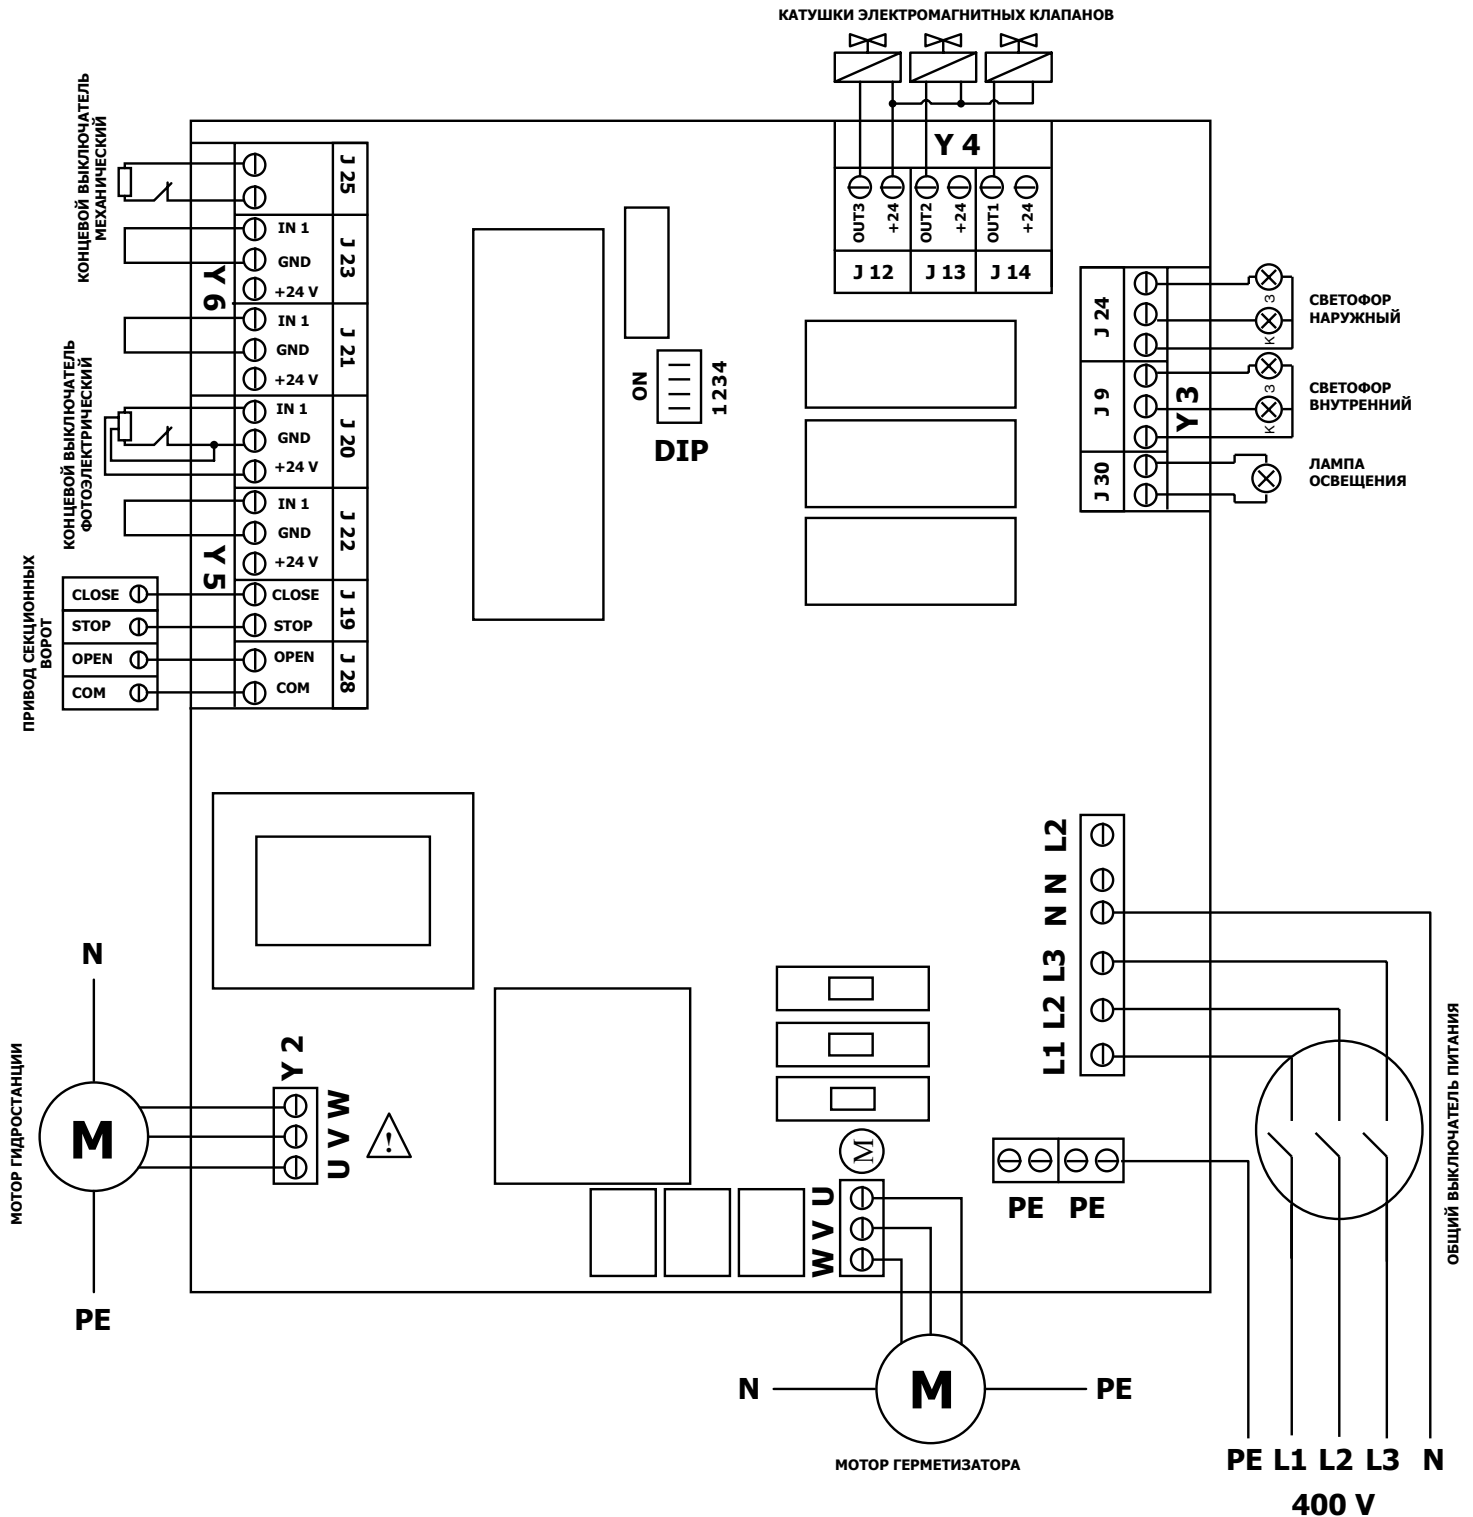 КАТУШКИ ЭЛЕКТРОМАГНИТНЫХ КЛАПАНОВ
Y 4
OUT3
+24
OUT2
+24
OUT1
+24
J 12
J 13
J 14
КОНЦЕВОЙ ВЫКЛЮЧАТЕЛЬ
МЕХАНИЧЕСКИЙ
J 25
IN 1
GND
+24 V
J 23
Y 6
IN 1
GND
+24 V
J 21
КОНЦЕВОЙ ВЫКЛЮЧАТЕЛЬ
ФОТОЭЛЕКТРИЧЕСКИЙ
IN 1
GND
+24 V
J 20
IN 1
GND
+24 V
J 22
Y 5
ПРИВОД СЕКЦИОННЫХ
ВОРОТ
CLOSE
STOP
OPEN
COM
CLOSE
STOP
J 19
OPEN
COM
J 28
ON
1 2 3 4
DIP
J 24
J 9
J 30
Y 3
З
К
СВЕТОФОР
НАРУЖНЫЙ
З
К
СВЕТОФОР
ВНУТРЕННИЙ
ЛАМПА
ОСВЕЩЕНИЯ
L2
N
N
L3
L2
L1
ОБЩИЙ ВЫКЛЮЧАТЕЛЬ ПИТАНИЯ
N
МОТОР ГИДРОСТАНЦИИ
M
PE
Y 2
U V W
!
M
W V U
PE PE
N
M
PE
МОТОР ГЕРМЕТИЗАТОРА
PE L1 L2 L3 N
400 V